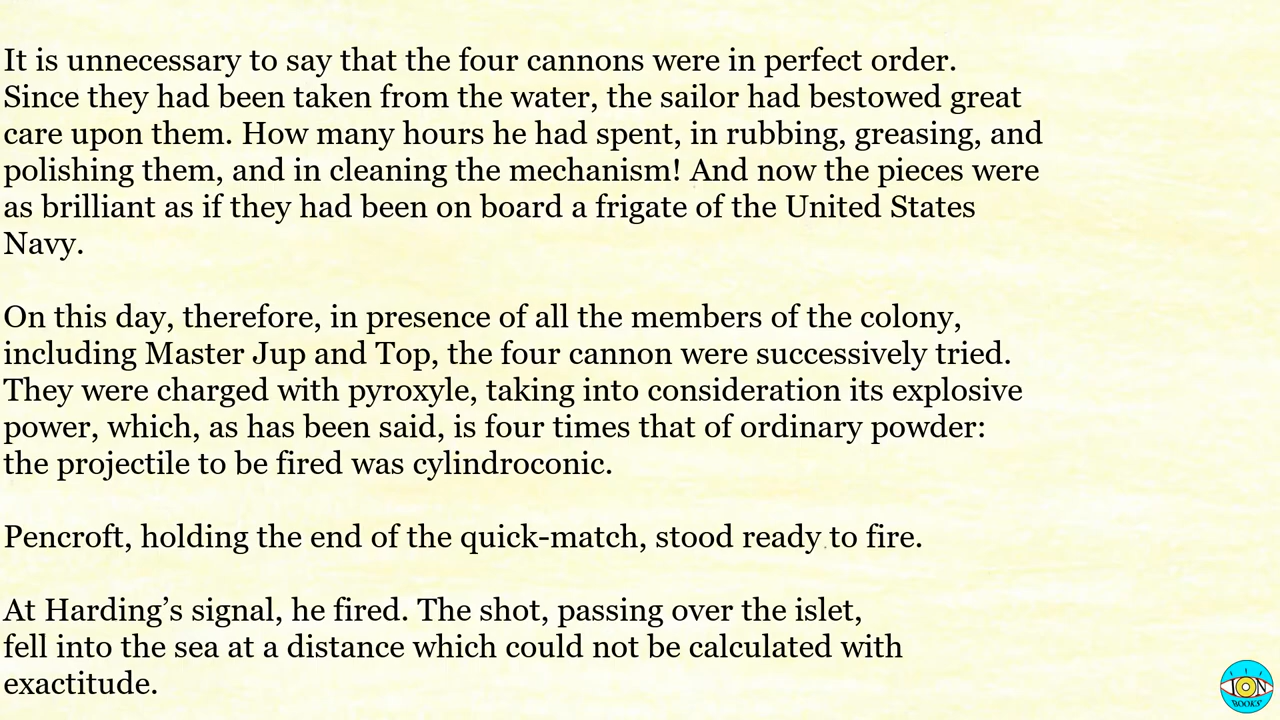 It is unnecessary to say that the four cannons were in perfect order.
Since they had been taken from the water, the sailor had bestowed great
care upon them. How many hours he had spent, in rubbing, greasing, and
polishing them, and in cleaning the mechanism! And now the pieces were
as brilliant as if they had been on board a frigate of the United States
Navy.
On this day, therefore, in presence of all the members of the colony,
including Master Jup and Top, the four cannon were successively tried.
They were charged with pyroxyle, taking into consideration its explosive
power, which, as has been said, is four times that of ordinary powder:
the projectile to be fired was cylindroconic.
Pencroft, holding the end of the quick-match, stood ready to fire.
At Harding’s signal, he fired. The shot, passing over the islet,
fell into the sea at a distance which could not be calculated with
exactitude.
ION
BOOKS